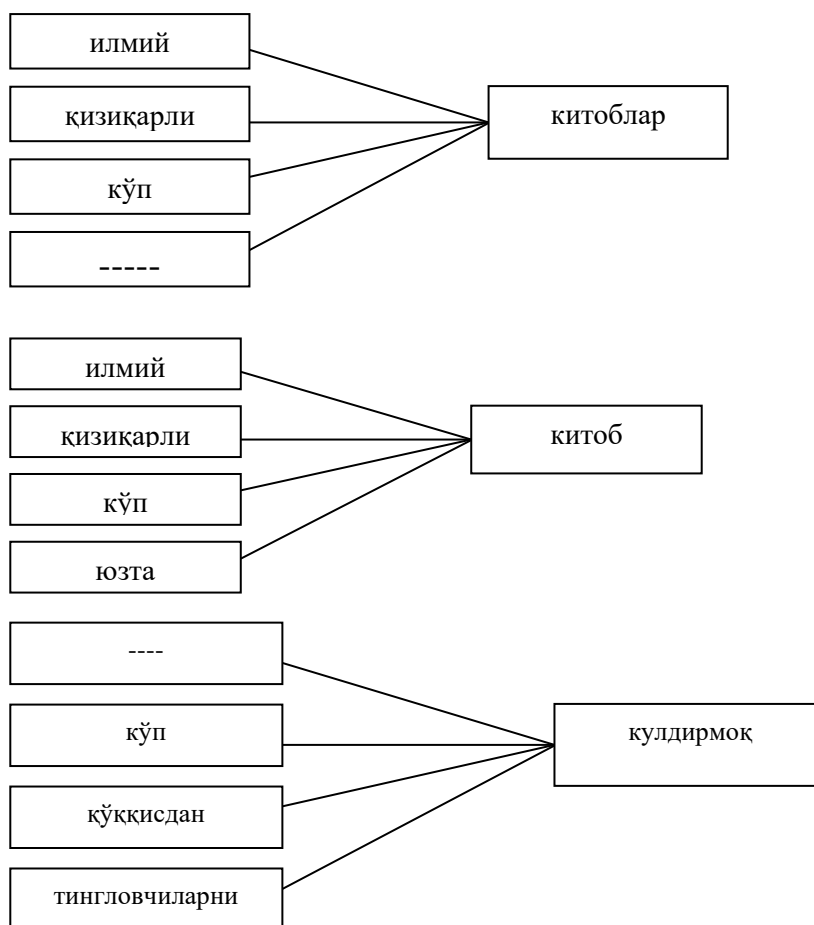 илмий
қизиқарли
китоблар
кўп
-----
илмий
қизиқарли
китоб
кўп
юзта
----
кўп
кулдирмоқ
қўққисдан
тингловчиларни